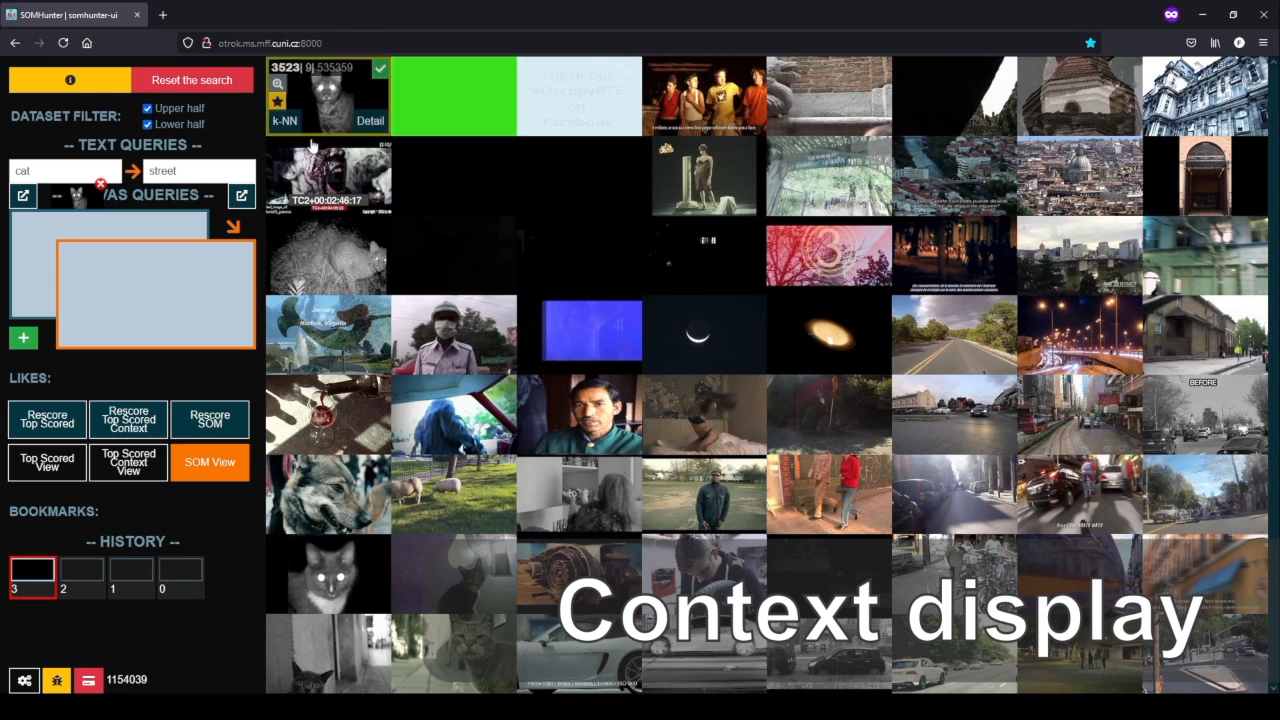 SOMHunter | somhunter-ui
otrok.ms.mff.cuni.cz:8000
Reset the search
DATASET FILTER:
Upper half
Lower half
-- TEXT QUERIES --
cat
street
-- VAS QUERIES --
LIKES:
Rescore
Top Scored
Rescore
Top Scored
Context
Rescore
SOM
Top Scored
View
Top Scored
Context
View
SOM View
BOOKMARKS:
-- HISTORY --
3
2
1
0
1154039
3523| 9| 535359
k-NN
Detail
check out
#OccupyRITE
on
Facebook
TC2+00:02:46:17
3
January
Norfolk, Virginia
BEFORE
Context display